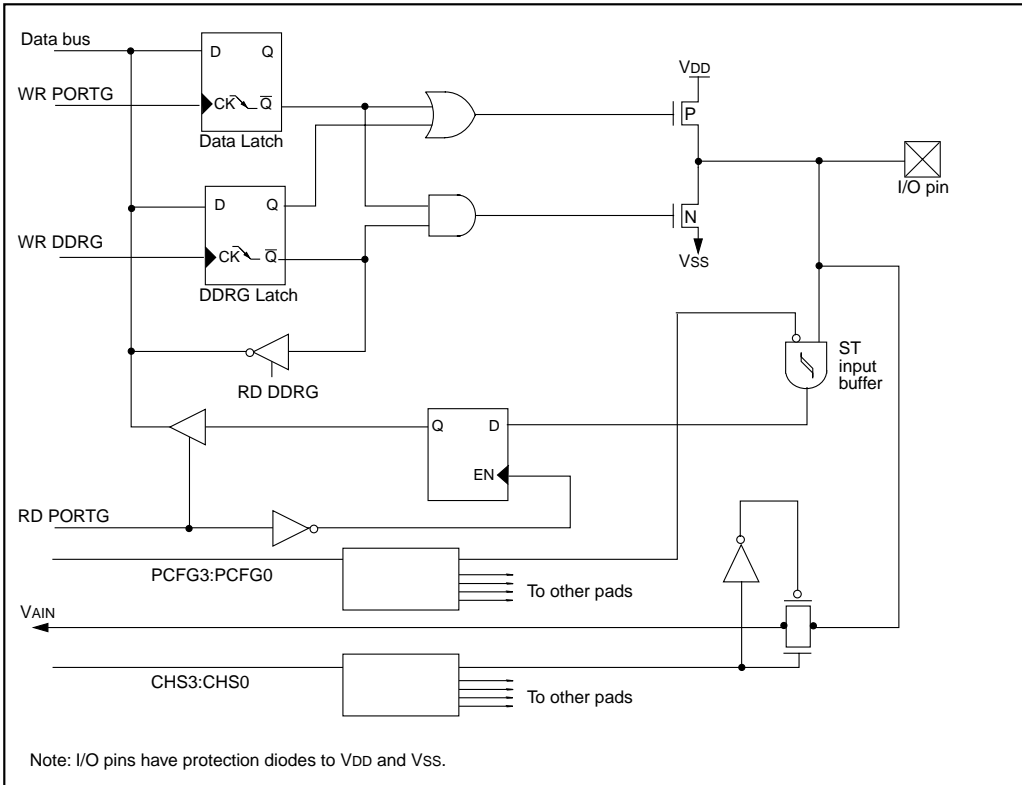 Data bus
D Q
VDD
WR PORTG
CK Q
P
Data Latch
I/O pin
D Q
N
WR DDRG
CK Q
VSS
DDRG Latch
ST
input
buffer
RD DDRG
Q D
EN
RD PORTG
PCFG3:PCFG0
To other pads
VAIN
CHS3:CHS0
To other pads
Note: I/O pins have protection diodes to VDD and VSS.